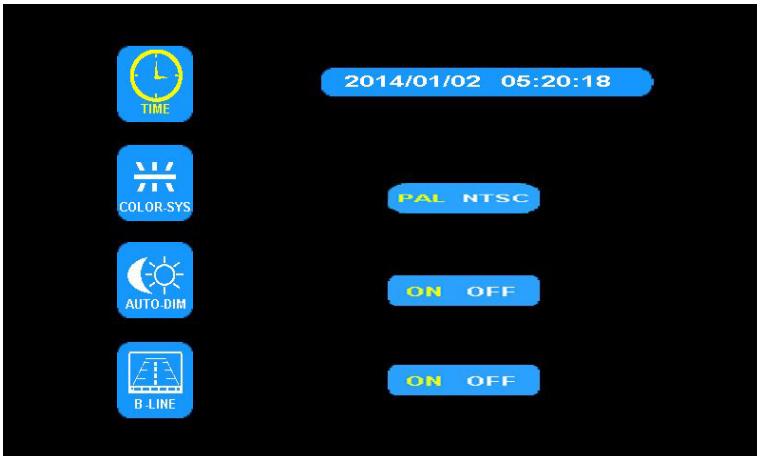 TIME
2014/01/02 05:20:18
COLOR-SYS
PAL NTSC
AUTO-DIM
ON OFF
B-LINE
ON OFF